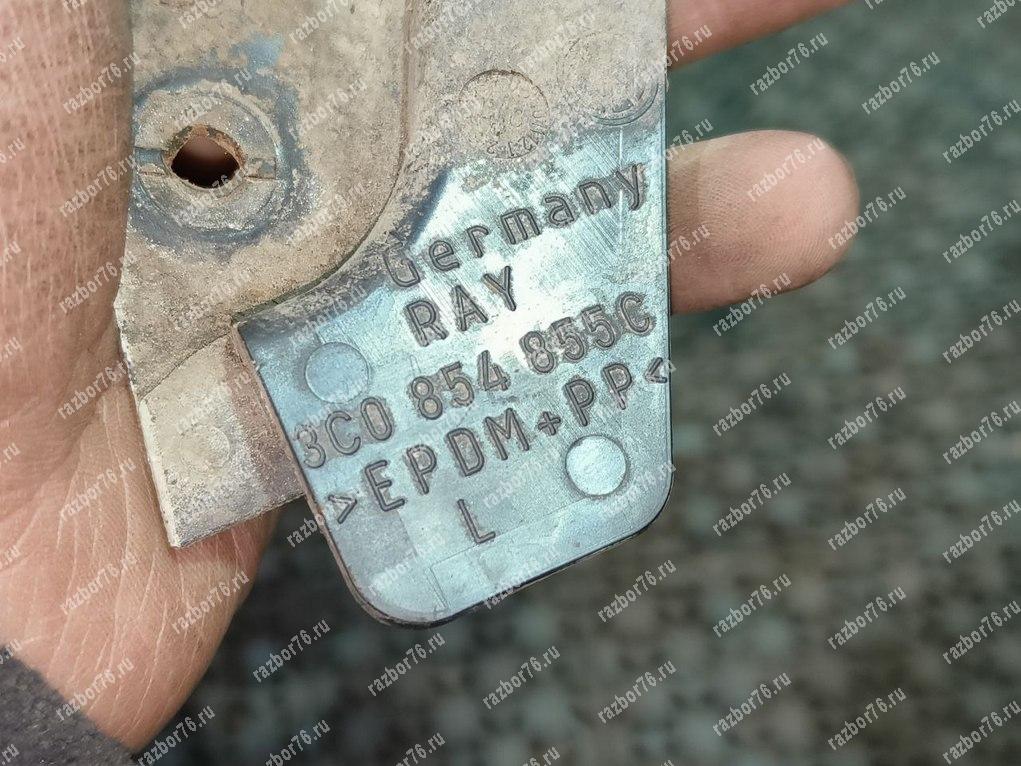 Germany
RAY
3C0 854 855C
>EPDM+PP<
L
razbor76.ru